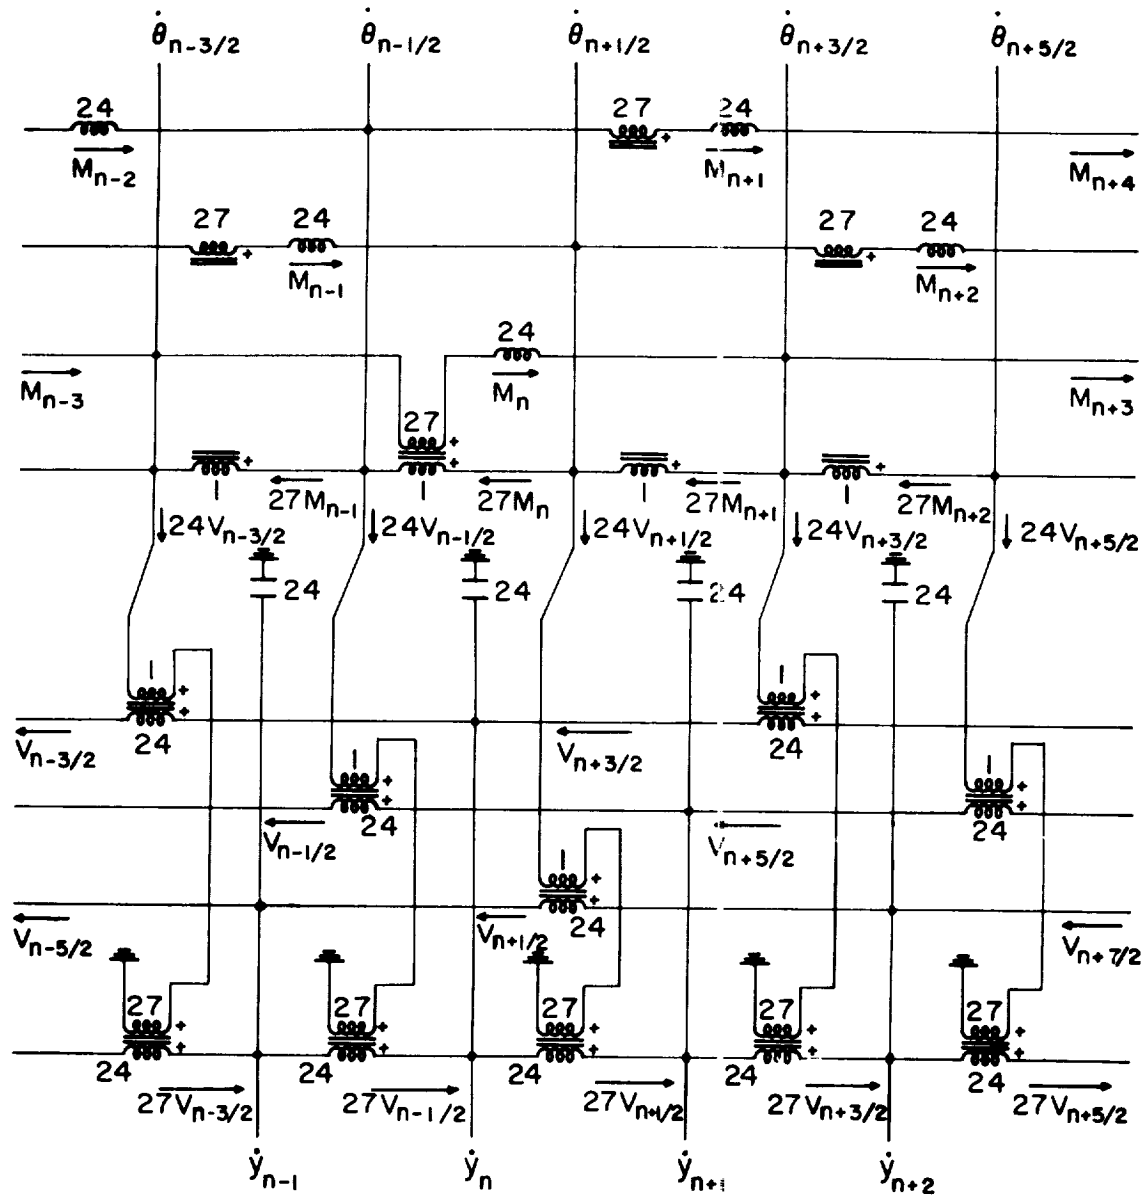 θ̇n-3/2 θ̇n-1/2 θ̇n+1/2 θ̇n+3/2 θ̇n+5/2
24 27 24
Mn-2 Mn+1 Mn+4
27 24 27 24
+ +
Mn-1 Mn+2
24
Mn-3 Mn Mn+3
27
+ + + + +
1 27Mn-1 1 27Mn 1 27Mn+1 1 27Mn+2
24Vn-3/2 24Vn-1/2 24Vn+1/2 24Vn+3/2 24Vn+5/2
24 24 24 24
1 + + 1 + +
24 24
Vn-3/2 Vn+3/2
1 + + 1 + +
24 24
Vn-1/2 Vn+5/2
1 + +
24
Vn-5/2 Vn+1/2 Vn+7/2
27 + + 27 + + 27 + + 27 + + 27 + +
24 24 24 24 24
27Vn-3/2 27Vn-1/2 27Vn+1/2 27Vn+3/2 27Vn+5/2
ẏn-1 ẏn ẏn+1 ẏn+2